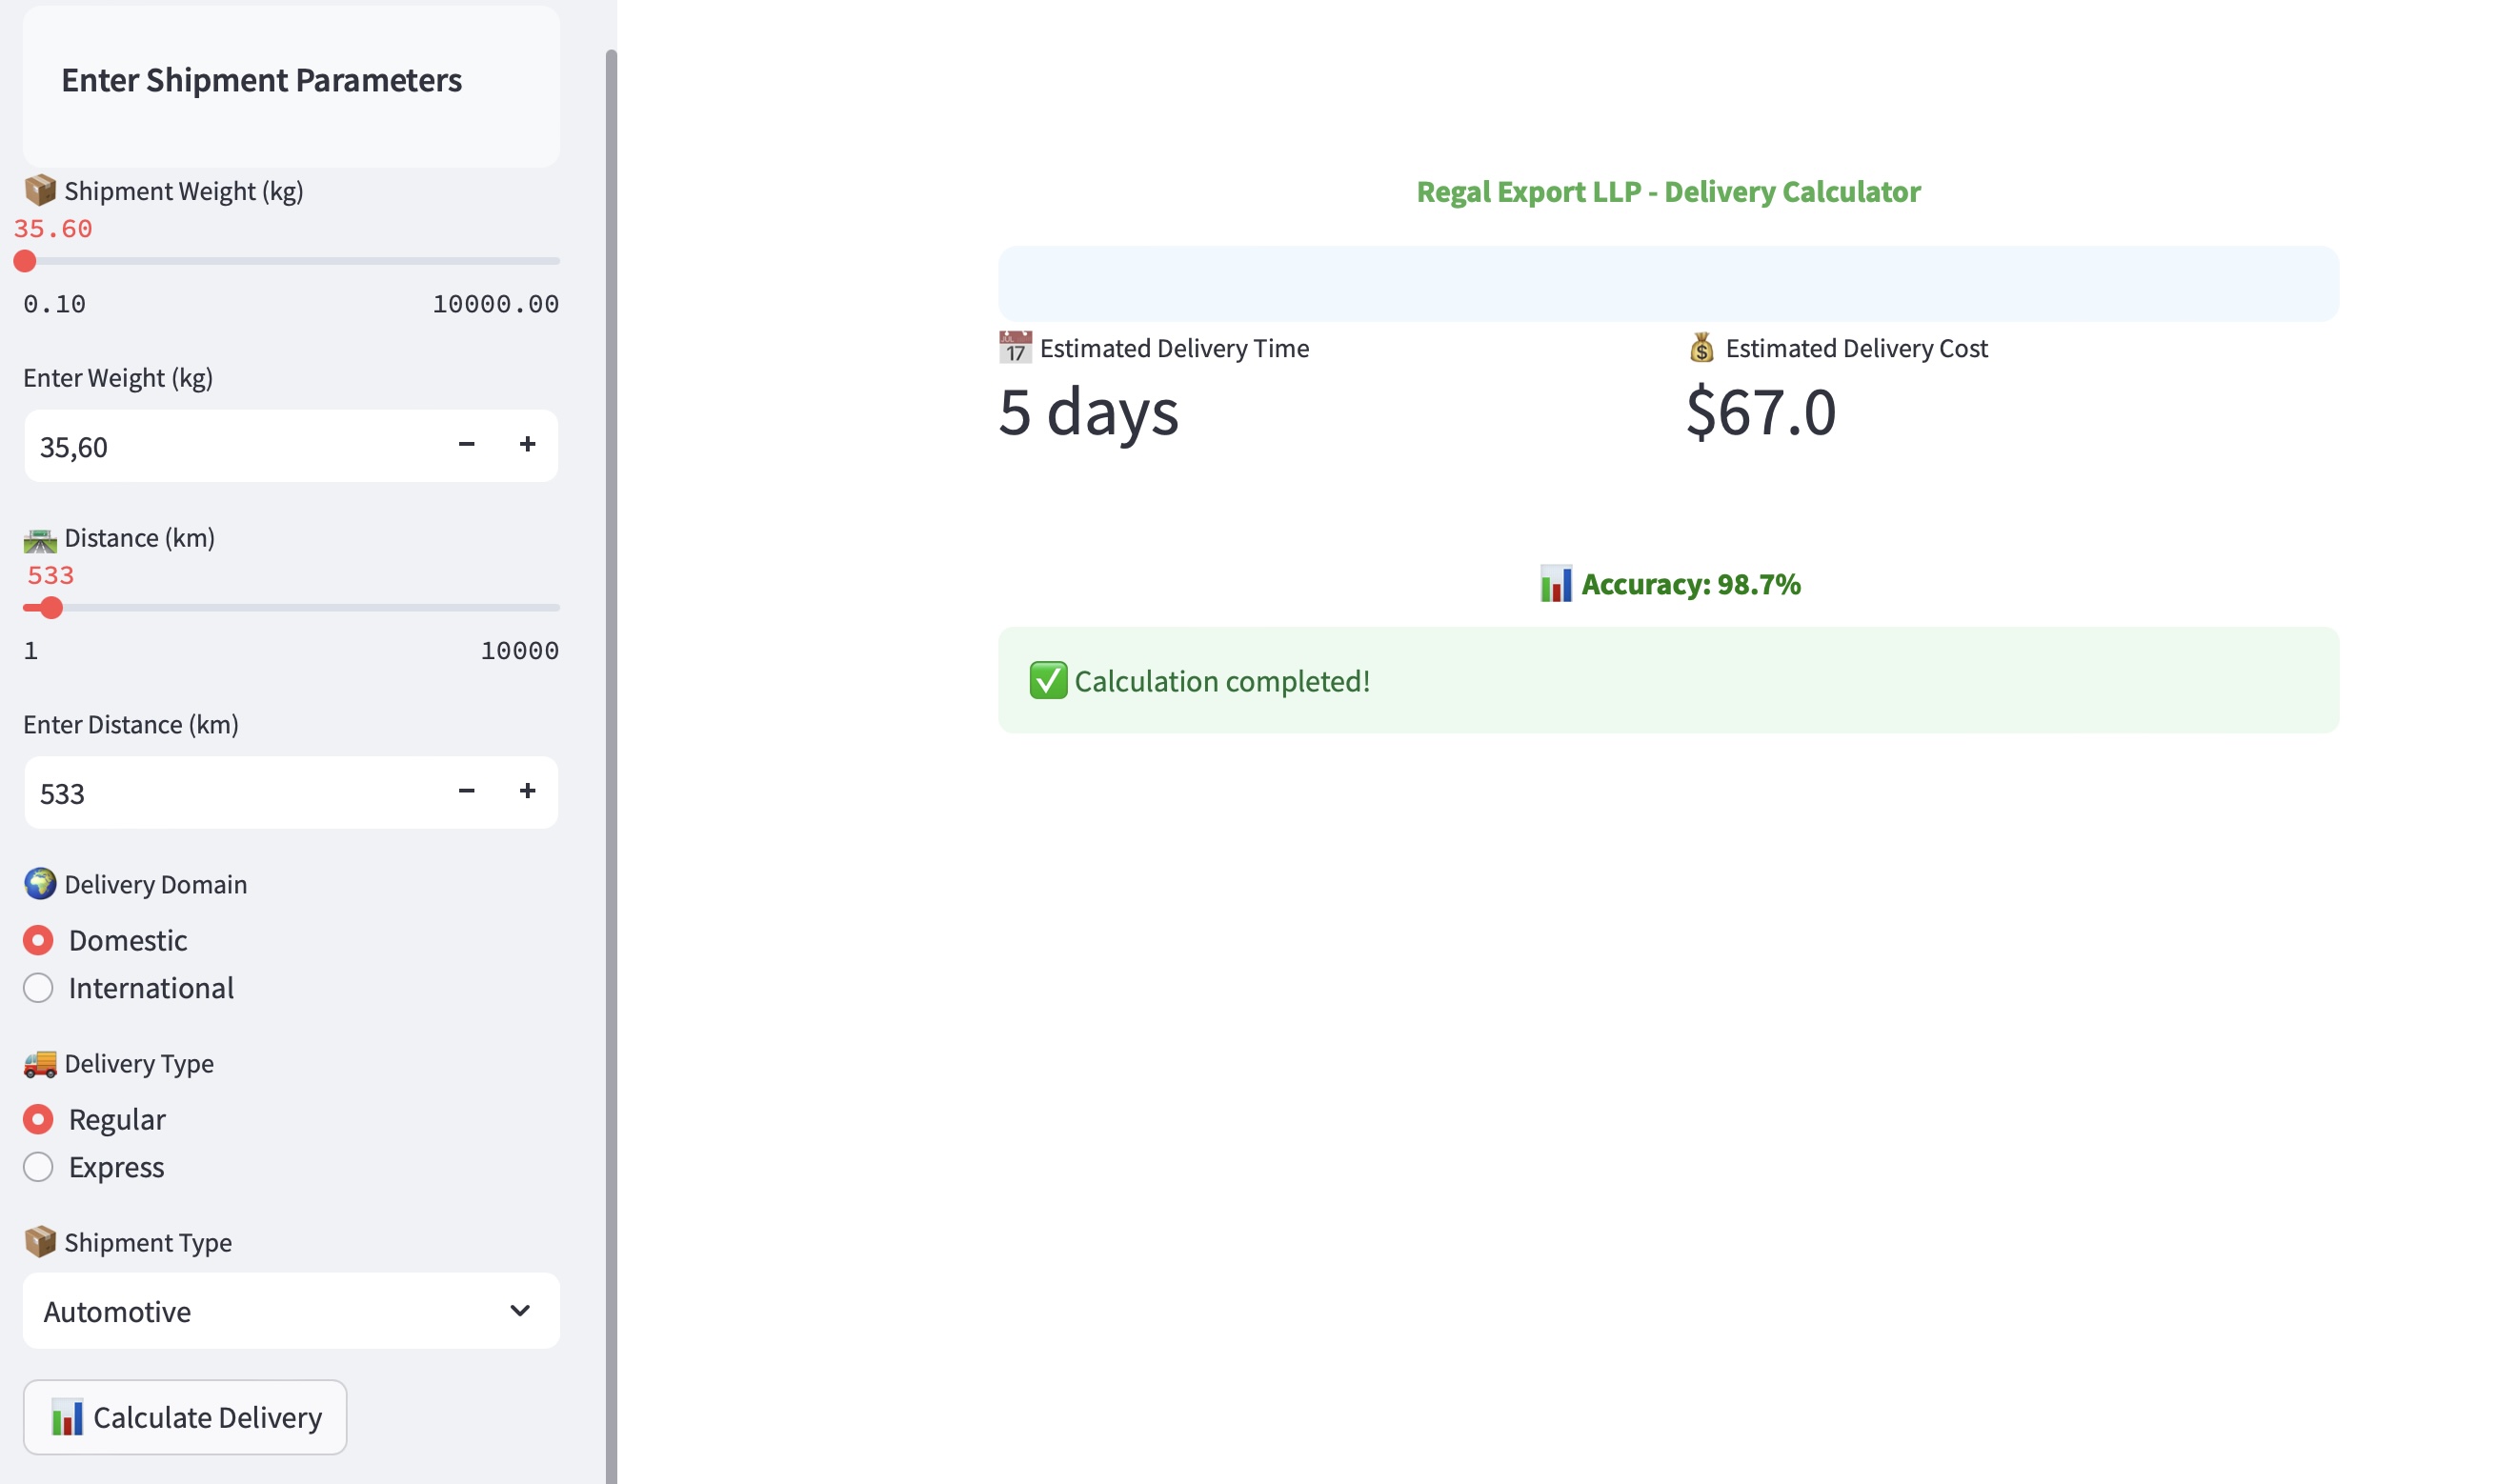 Enter Shipment Parameters
📦 Shipment Weight (kg)
35.60
0.10 10000.00
Enter Weight (kg)
35,60 − +
🛣️ Distance (km)
533
1 10000
Enter Distance (km)
533 − +
🌍 Delivery Domain
Domestic
International
🚚 Delivery Type
Regular
Express
📦 Shipment Type
Automotive
📊 Calculate Delivery
Regal Export LLP - Delivery Calculator
📅 Estimated Delivery Time
5 days
💰 Estimated Delivery Cost
$67.0
📊 Accuracy: 98.7%
✅ Calculation completed!